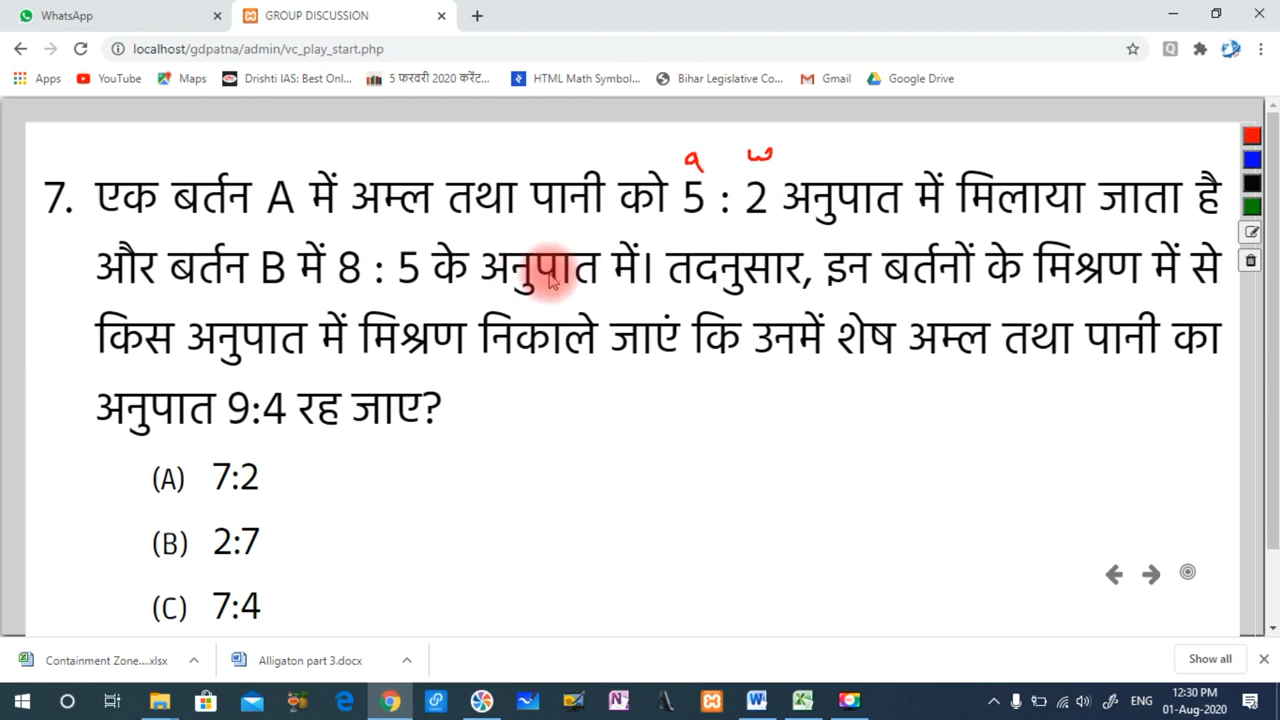 WhatsApp
GROUP DISCUSSION
localhost/gdpatna/admin/vc_play_start.php
Apps YouTube Maps Drishti IAS: Best Onl... 5 फरवरी 2020 करेंट... HTML Math Symbol... Bihar Legislative Co... Gmail Google Drive
a w
7. एक बर्तन A में अम्ल तथा पानी को 5 : 2 अनुपात में मिलाया जाता है
और बर्तन B में 8 : 5 के अनुपात में। तदनुसार, इन बर्तनों के मिश्रण में से
किस अनुपात में मिश्रण निकाले जाएं कि उनमें शेष अम्ल तथा पानी का
अनुपात 9:4 रह जाए?
(A) 7:2
(B) 2:7
(C) 7:4
Containment Zone....xlsx Alligaton part 3.docx Show all
ENG 12:30 PM
01-Aug-2020